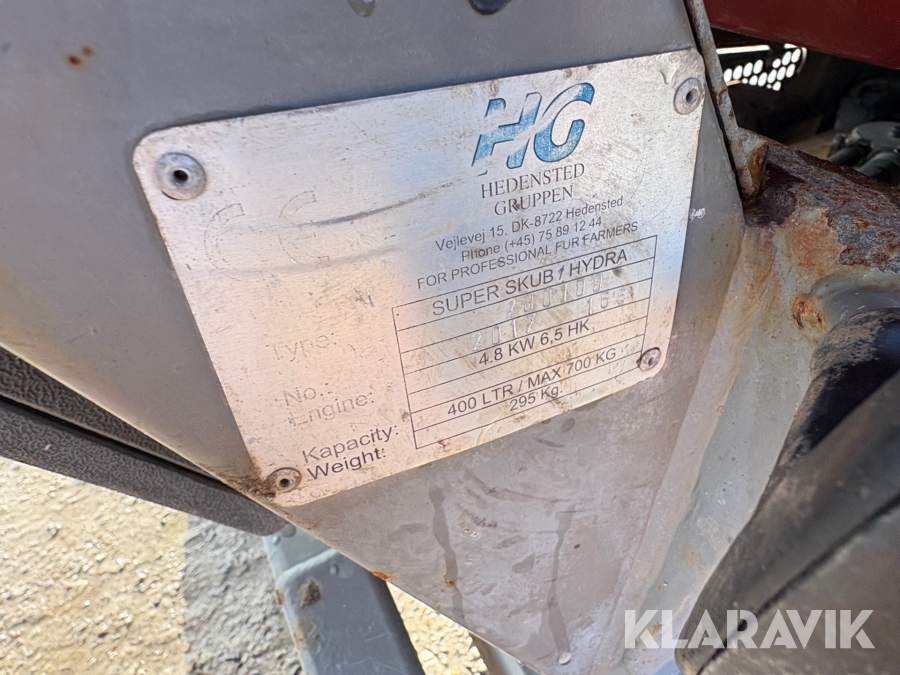 HG
HEDENSTED
GRUPPEN
Vejlevej 15, DK-8722 Hedensted
Phone (+45) 75 89 12 44
FOR PROFESSIONAL FUR FARMERS
CE
Type: SUPER SKUB / HYDRA
No.:
2017
Engine: 4.8 KW 6,5 HK
Kapacity: 400 LTR / MAX 700 KG
Weight: 295 Kg.
KLARAVIK